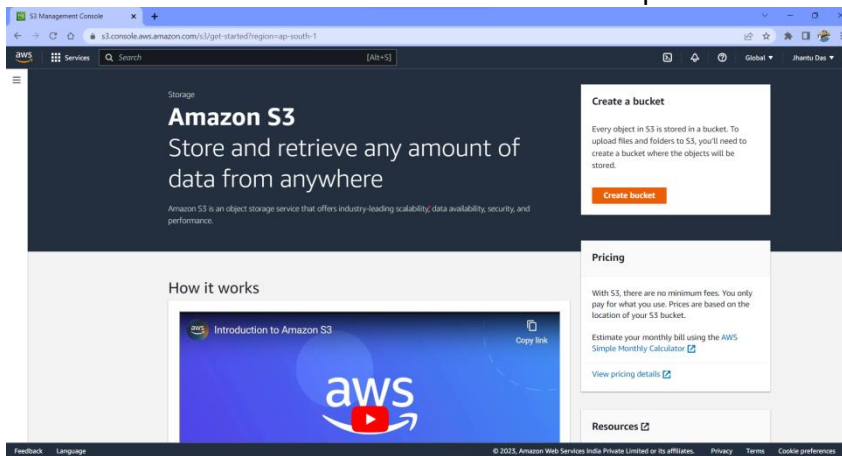 S3 Management Console
s3.console.aws.amazon.com/s3/get-started?region=ap-south-1
aws
Services
Search
[Alt+S]
Global
Jhantu Das
Storage
Amazon S3
Store and retrieve any amount of
data from anywhere
Amazon S3 is an object storage service that offers industry-leading scalability, data availability, security, and
performance.
Create a bucket
Every object in S3 is stored in a bucket. To
upload files and folders to S3, you'll need to
create a bucket where the objects will be
stored.
Create bucket
Pricing
With S3, there are no minimum fees. You only
pay for what you use. Prices are based on the
location of your S3 bucket.
Estimate your monthly bill using the AWS
Simple Monthly Calculator
View pricing details
Resources
How it works
aws
Introduction to Amazon S3
Copy link
aws
Feedback
Language
© 2023, Amazon Web Services India Private Limited or its affiliates.
Privacy
Terms
Cookie preferences